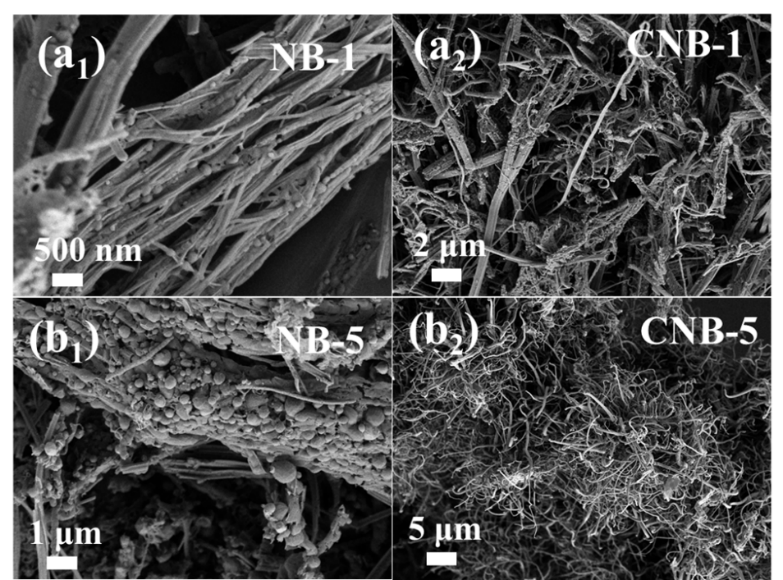 (a₁) NB-1
500 nm
(a₂) CNB-1
2 μm
(b₁) NB-5
1 μm
(b₂) CNB-5
5 μm